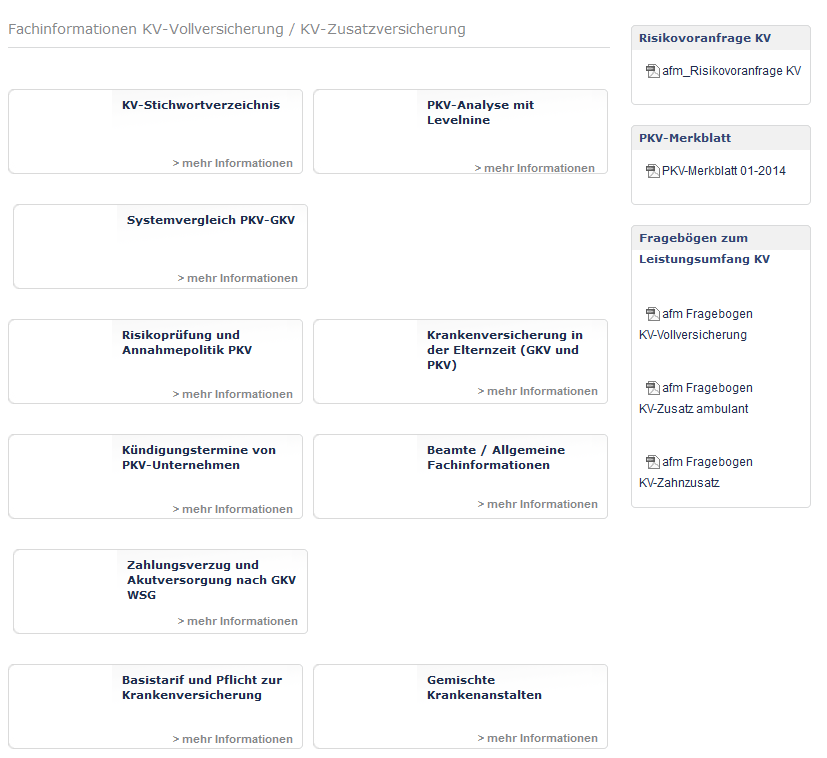 Fachinformationen KV-Vollversicherung / KV-Zusatzversicherung
KV-Stichwortverzeichnis
> mehr Informationen
PKV-Analyse mit
Levelnine
> mehr Informationen
Systemvergleich PKV-GKV
> mehr Informationen
Risikoprüfung und
Annahmepolitik PKV
> mehr Informationen
Krankenversicherung in
der Elternzeit (GKV und
PKV)
> mehr Informationen
Kündigungstermine von
PKV-Unternehmen
> mehr Informationen
Beamte / Allgemeine
Fachinformationen
> mehr Informationen
Zahlungsverzug und
Akutversorgung nach GKV
WSG
> mehr Informationen
Basistarif und Pflicht zur
Krankenversicherung
> mehr Informationen
Gemischte
Krankenanstalten
> mehr Informationen
Risikovoranfrage KV
afm_Risikovoranfrage KV
PKV-Merkblatt
PKV-Merkblatt 01-2014
Fragebögen zum
Leistungsumfang KV
afm Fragebogen
KV-Vollversicherung
afm Fragebogen
KV-Zusatz ambulant
afm Fragebogen
KV-Zahnzusatz